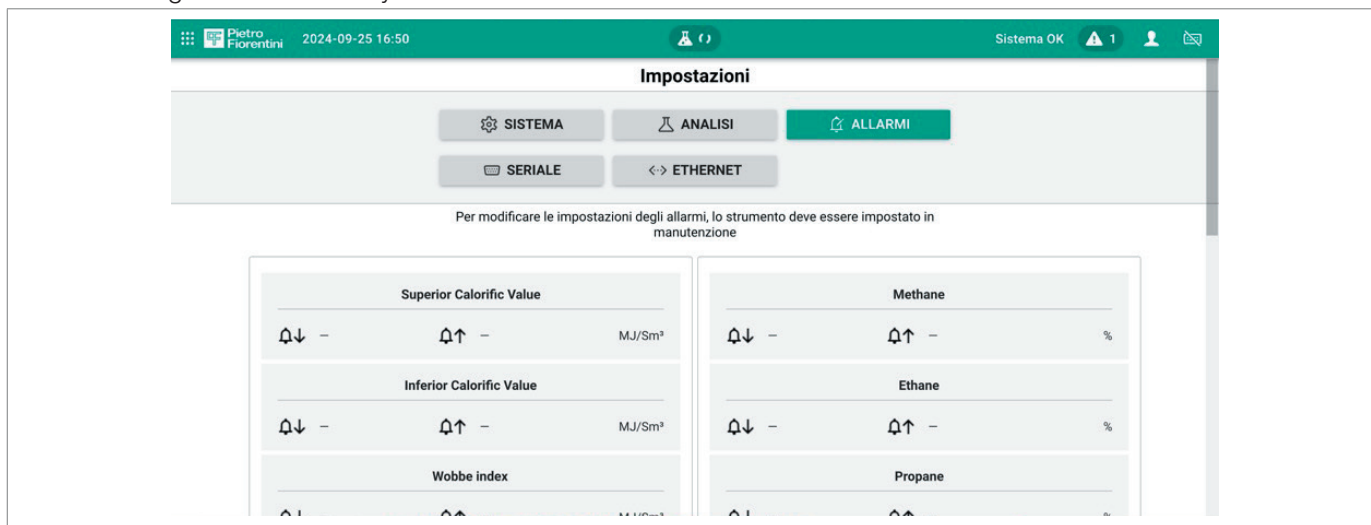 Pietro
Fiorentini
2024-09-25 16:50
Sistema OK
1
Impostazioni
SISTEMA
ANALISI
ALLARMI
SERIALE
ETHERNET
Per modificare le impostazioni degli allarmi, lo strumento deve essere impostato in
manutenzione
Superior Calorific Value
– – MJ/Sm³
Inferior Calorific Value
– – MJ/Sm³
Wobbe index
Methane
– – %
Ethane
– – %
Propane